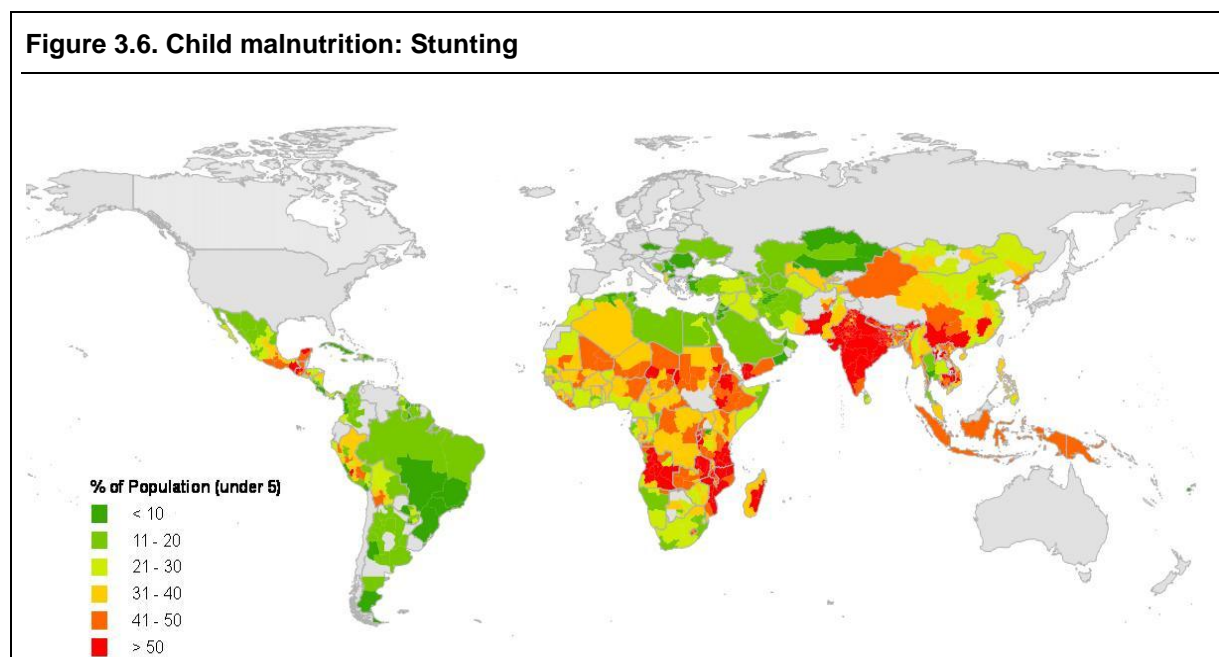 Figure 3.6. Child malnutrition: Stunting
% of Population (under 5)
< 10
11 - 20
21 - 30
31 - 40
41 - 50
> 50